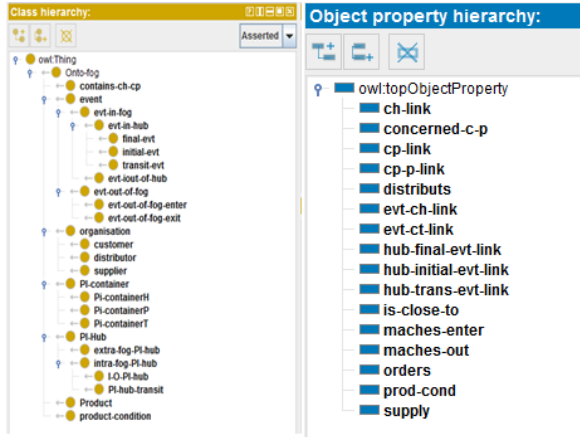 Class hierarchy:
Asserted
owl:Thing
Onto-fog
contains-ch-cp
event
evt-in-fog
evt-in-hub
final-evt
initial-evt
transit-evt
evt-iout-of-hub
evt-out-of-fog
evt-out-of-fog-enter
evt-out-of-fog-exit
organisation
customer
distributor
supplier
PI-container
Pi-containerH
Pi-containerP
Pi-containerT
PI-Hub
extra-fog-PI-hub
intra-fog-PI-hub
I-O-PI-hub
PI-hub-transit
Product
product-condition
Object property hierarchy:
owl:topObjectProperty
ch-link
concerned-c-p
cp-link
cp-p-link
distributs
evt-ch-link
evt-ct-link
hub-final-evt-link
hub-initial-evt-link
hub-trans-evt-link
is-close-to
maches-enter
maches-out
orders
prod-cond
supply